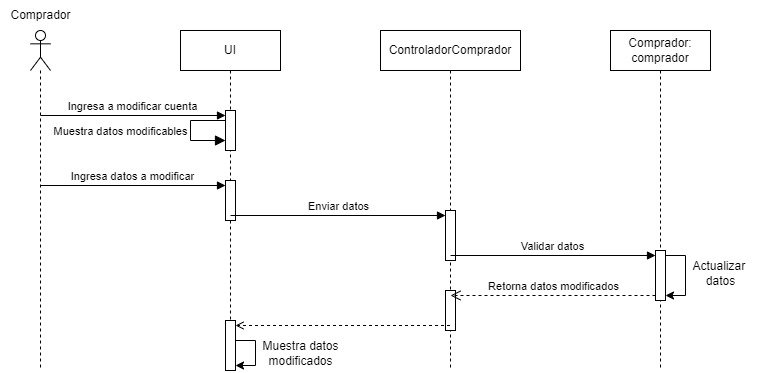 Comprador
UI
ControladorComprador
Comprador:
comprador
Ingresa a modificar cuenta
Muestra datos modificables
Ingresa datos a modificar
Enviar datos
Validar datos
Actualizar
datos
Retorna datos modificados
Muestra datos
modificados